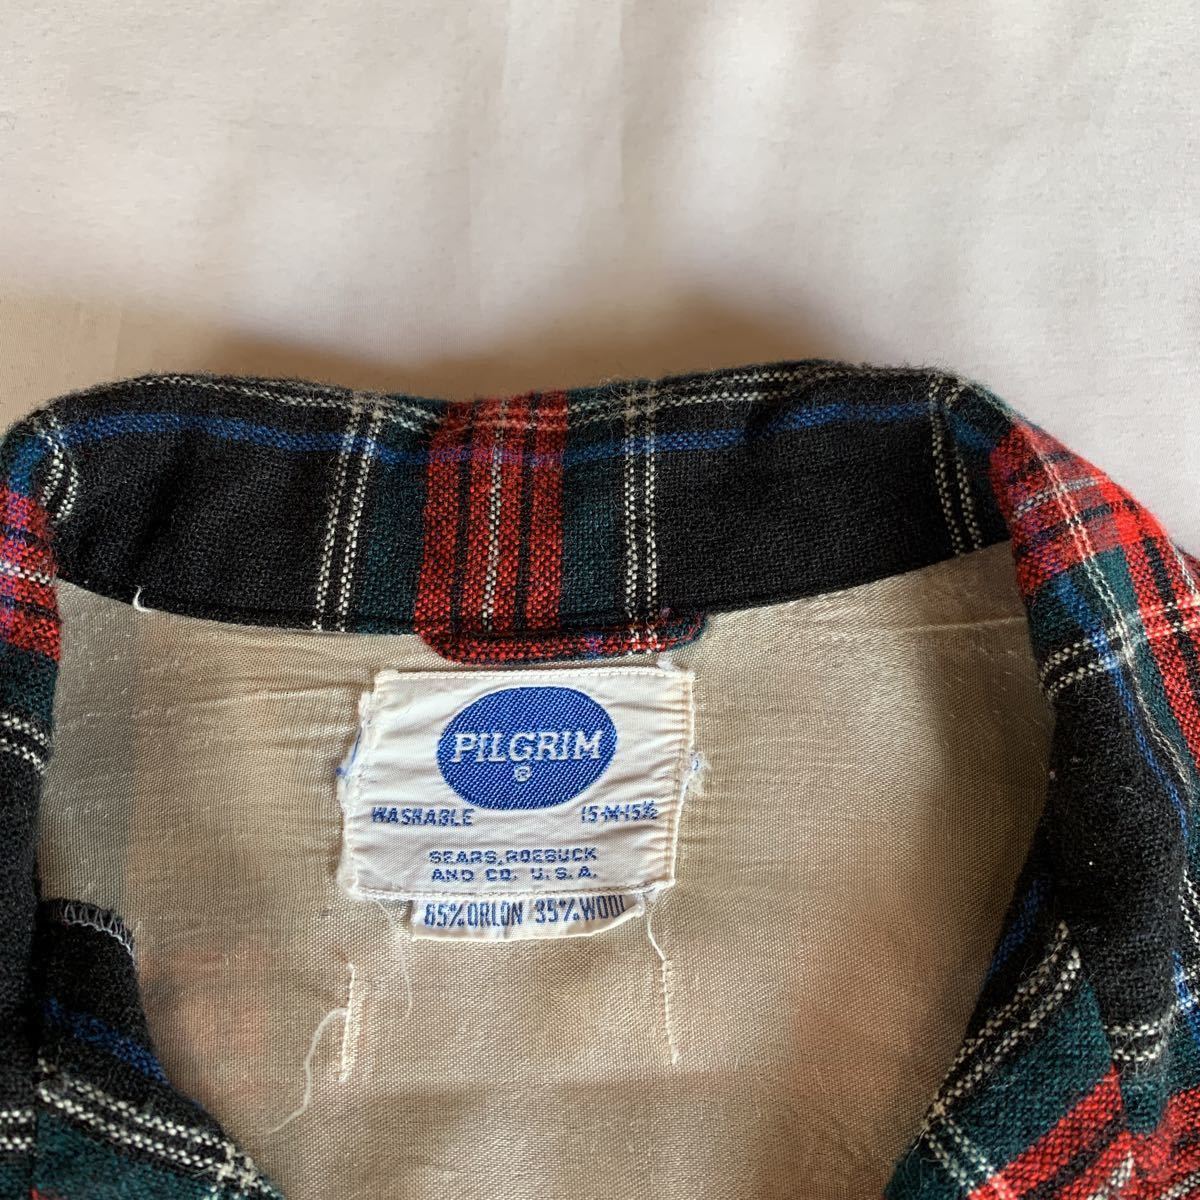 PILGRIM
®
WASHABLE 15-M-15½
SEARS, ROEBUCK
AND CO. U.S.A.
65% ORLON 35% WOOL